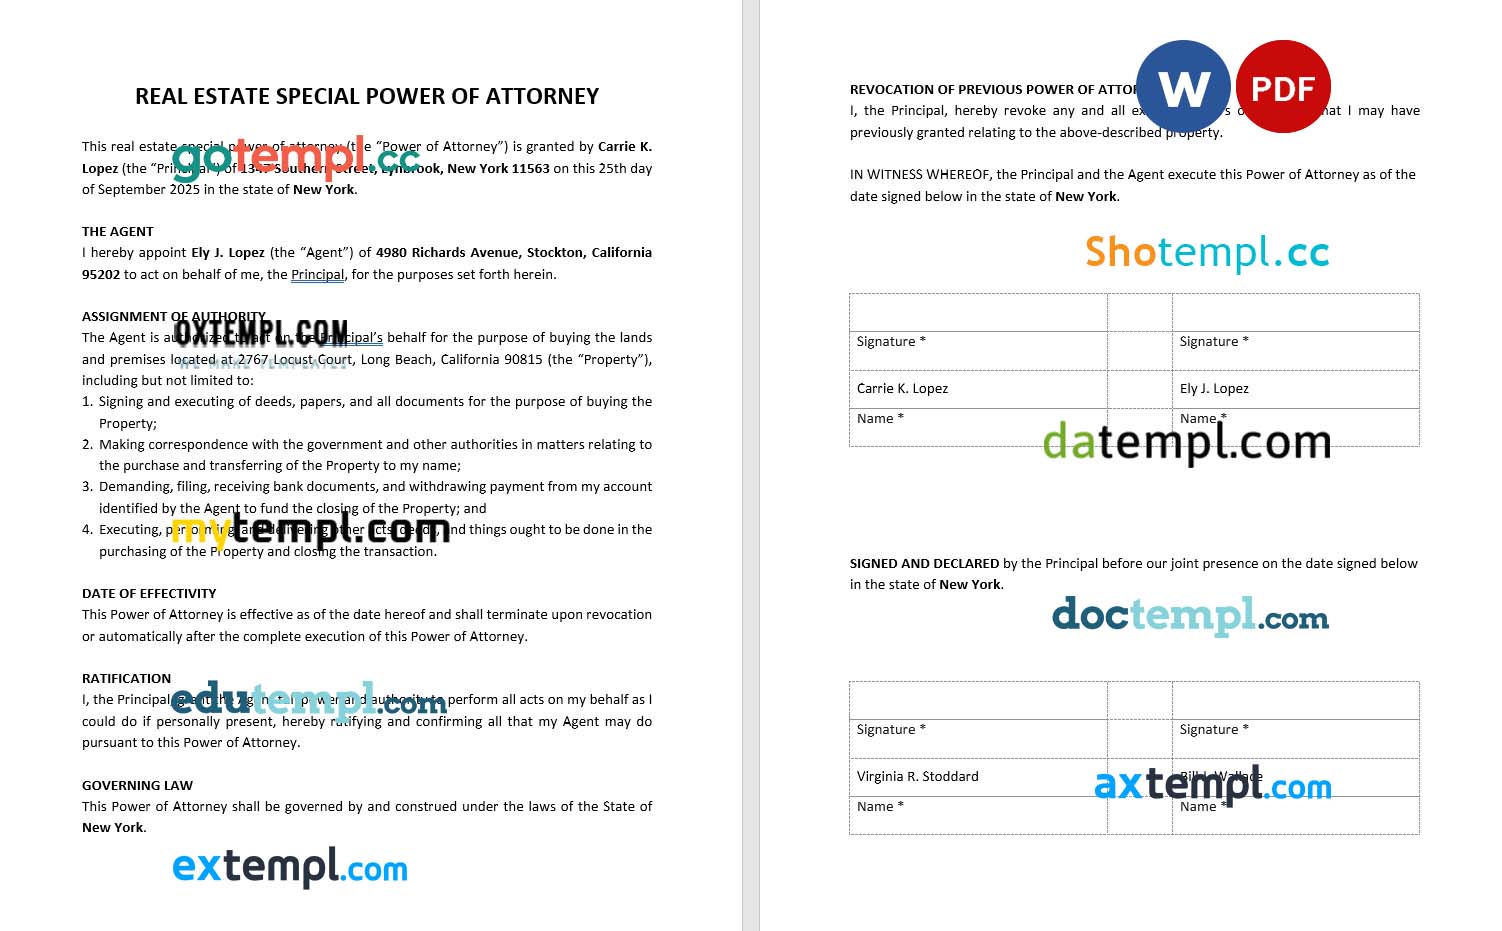 REAL ESTATE SPECIAL POWER OF ATTORNEY
This real estate special power of attorney (the “Power of Attorney”) is granted by Carrie K.
gotempl.cc
Lopez (the “Principal”) of 1347 Southern Street, Lynbrook, New York 11563 on this 25th day
of September 2025 in the state of New York.
THE AGENT
I hereby appoint Ely J. Lopez (the “Agent”) of 4980 Richards Avenue, Stockton, California
95202 to act on behalf of me, the Principal, for the purposes set forth herein.
ASSIGNMENT OF AUTHORITY
OXTEMPL.COM
The Agent is authorized to act on the Principal’s behalf for the purpose of buying the lands
WE MAKE TEMPLATES
and premises located at 2767 Locust Court, Long Beach, California 90815 (the “Property”),
including but not limited to:
1. Signing and executing of deeds, papers, and all documents for the purpose of buying the
Property;
2. Making correspondence with the government and other authorities in matters relating to
the purchase and transferring of the Property to my name;
3. Demanding, filing, receiving bank documents, and withdrawing payment from my account
identified by the Agent to fund the closing of the Property; and
4. Executing, performing, and delivering other acts, deeds, and things ought to be done in the
mytempl.com
purchasing of the Property and closing the transaction.
DATE OF EFFECTIVITY
This Power of Attorney is effective as of the date hereof and shall terminate upon revocation
or automatically after the complete execution of this Power of Attorney.
RATIFICATION
I, the Principal, grant the Agent full power and authority to perform all acts on my behalf as I
edutempl.com
could do if personally present, hereby ratifying and confirming all that my Agent may do
pursuant to this Power of Attorney.
GOVERNING LAW
This Power of Attorney shall be governed by and construed under the laws of the State of
New York.
extempl.com
W PDF
REVOCATION OF PREVIOUS POWER OF
I, the Principal, hereby revoke any and all that I may have
previously granted relating to the above-described property.
IN WITNESS WHEREOF, the Principal and the Agent execute this Power of Attorney as of the
date signed below in the state of New York.
Shotempl.cc
Signature * Signature *
Carrie K. Lopez Ely J. Lopez
Name * Name *
datempl.com
SIGNED AND DECLARED by the Principal before our joint presence on the date signed below
in the state of New York.
doctempl.com
Signature * Signature *
Virginia R. Stoddard Bill J. Wallace
axtempl.com
Name * Name *